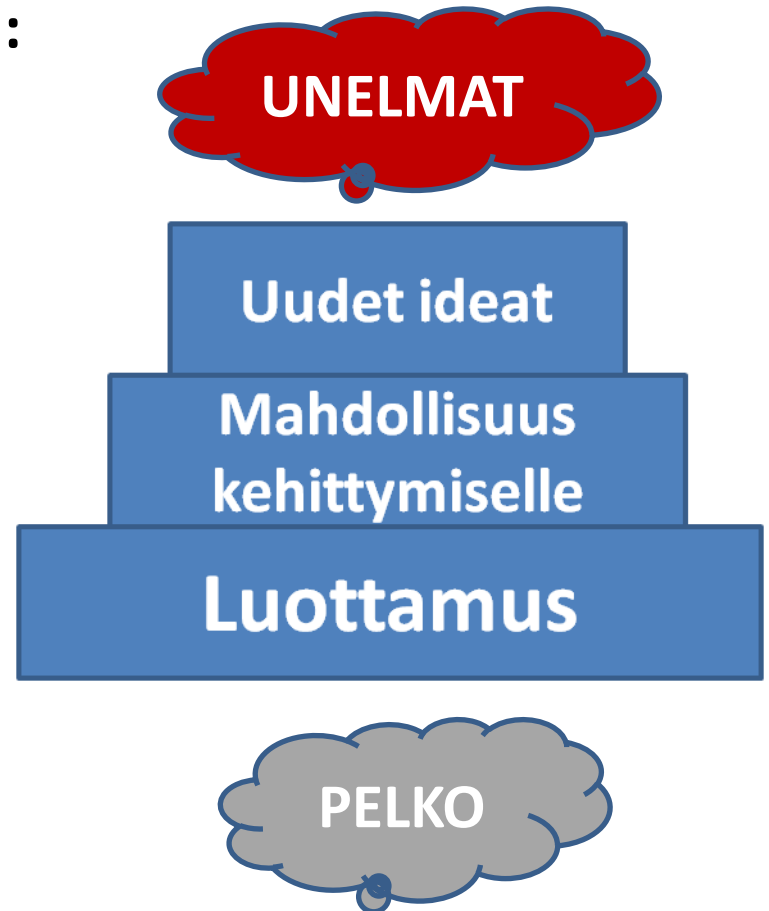 :
UNELMAT
Uudet ideat
Mahdollisuus
kehittymiselle
Luottamus
PELKO